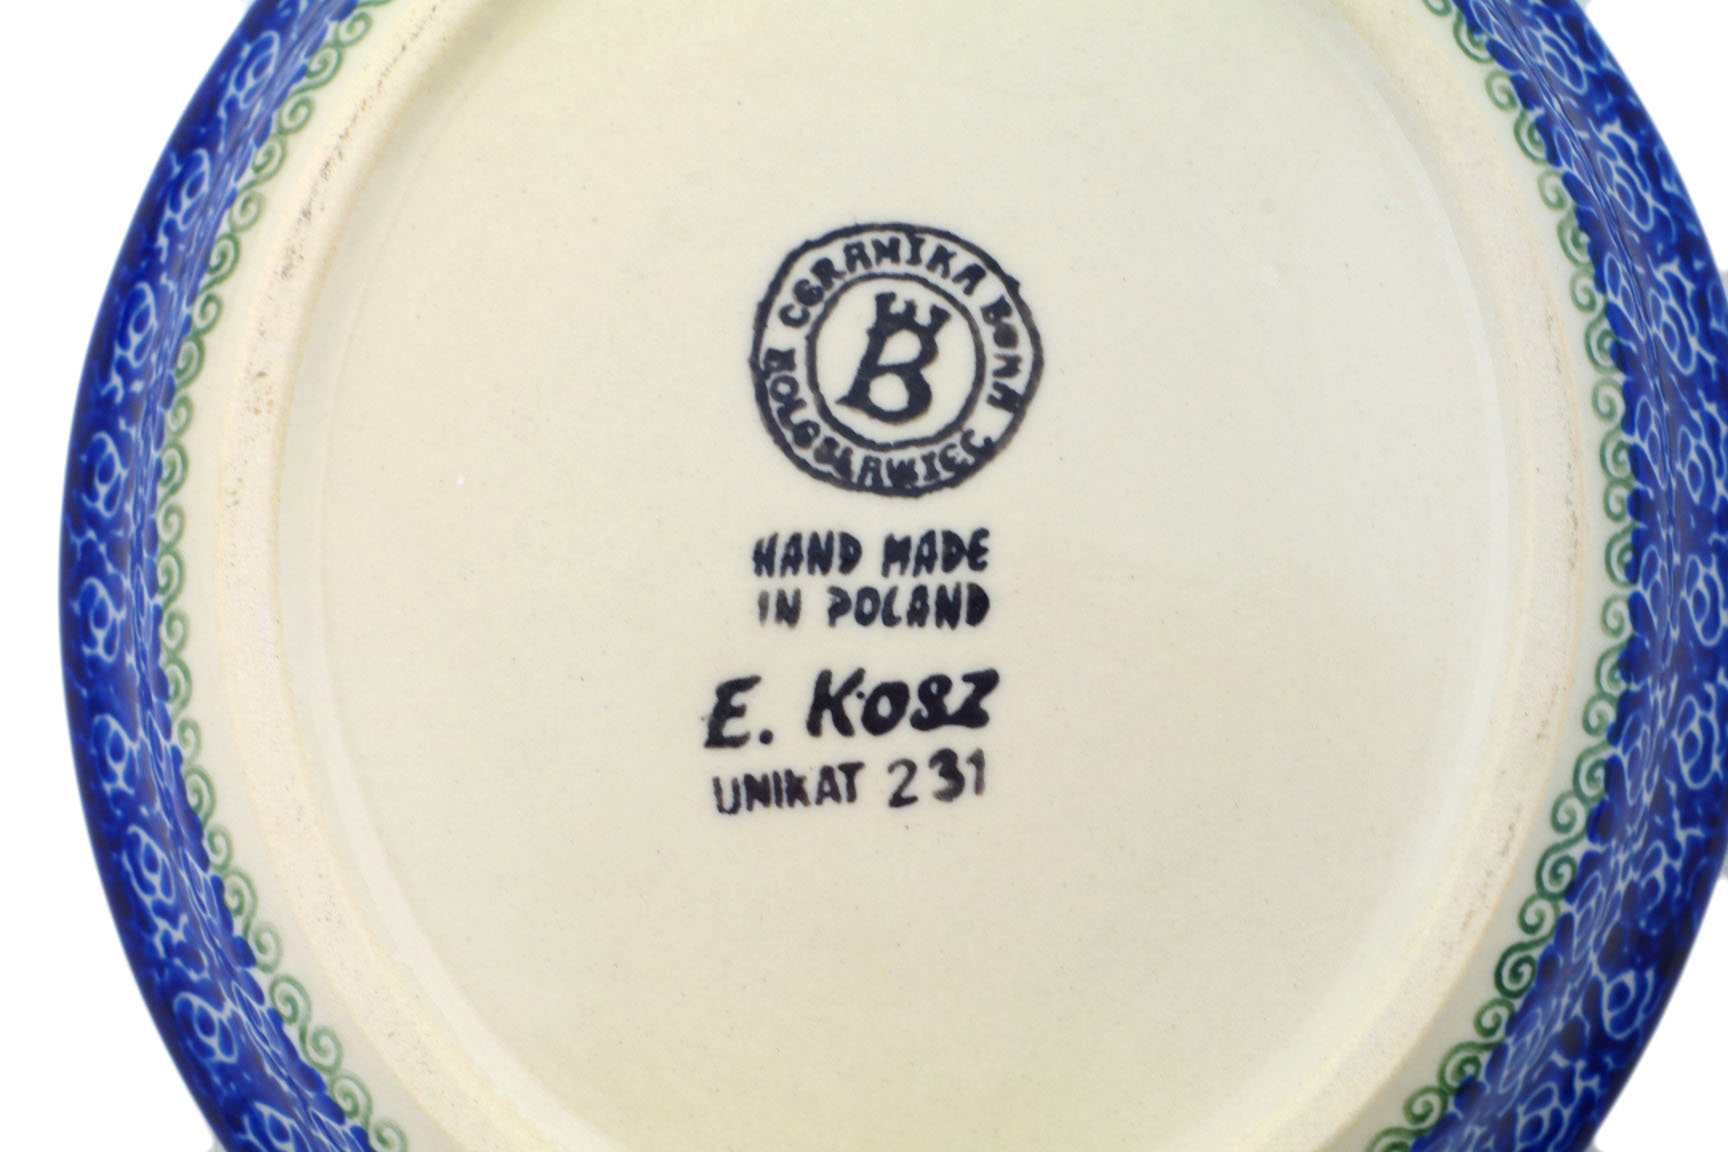 CERAMIKA BONA
BOLESŁAWIEC
B
HAND MADE
IN POLAND
E. KOSZ
UNIKAT 231